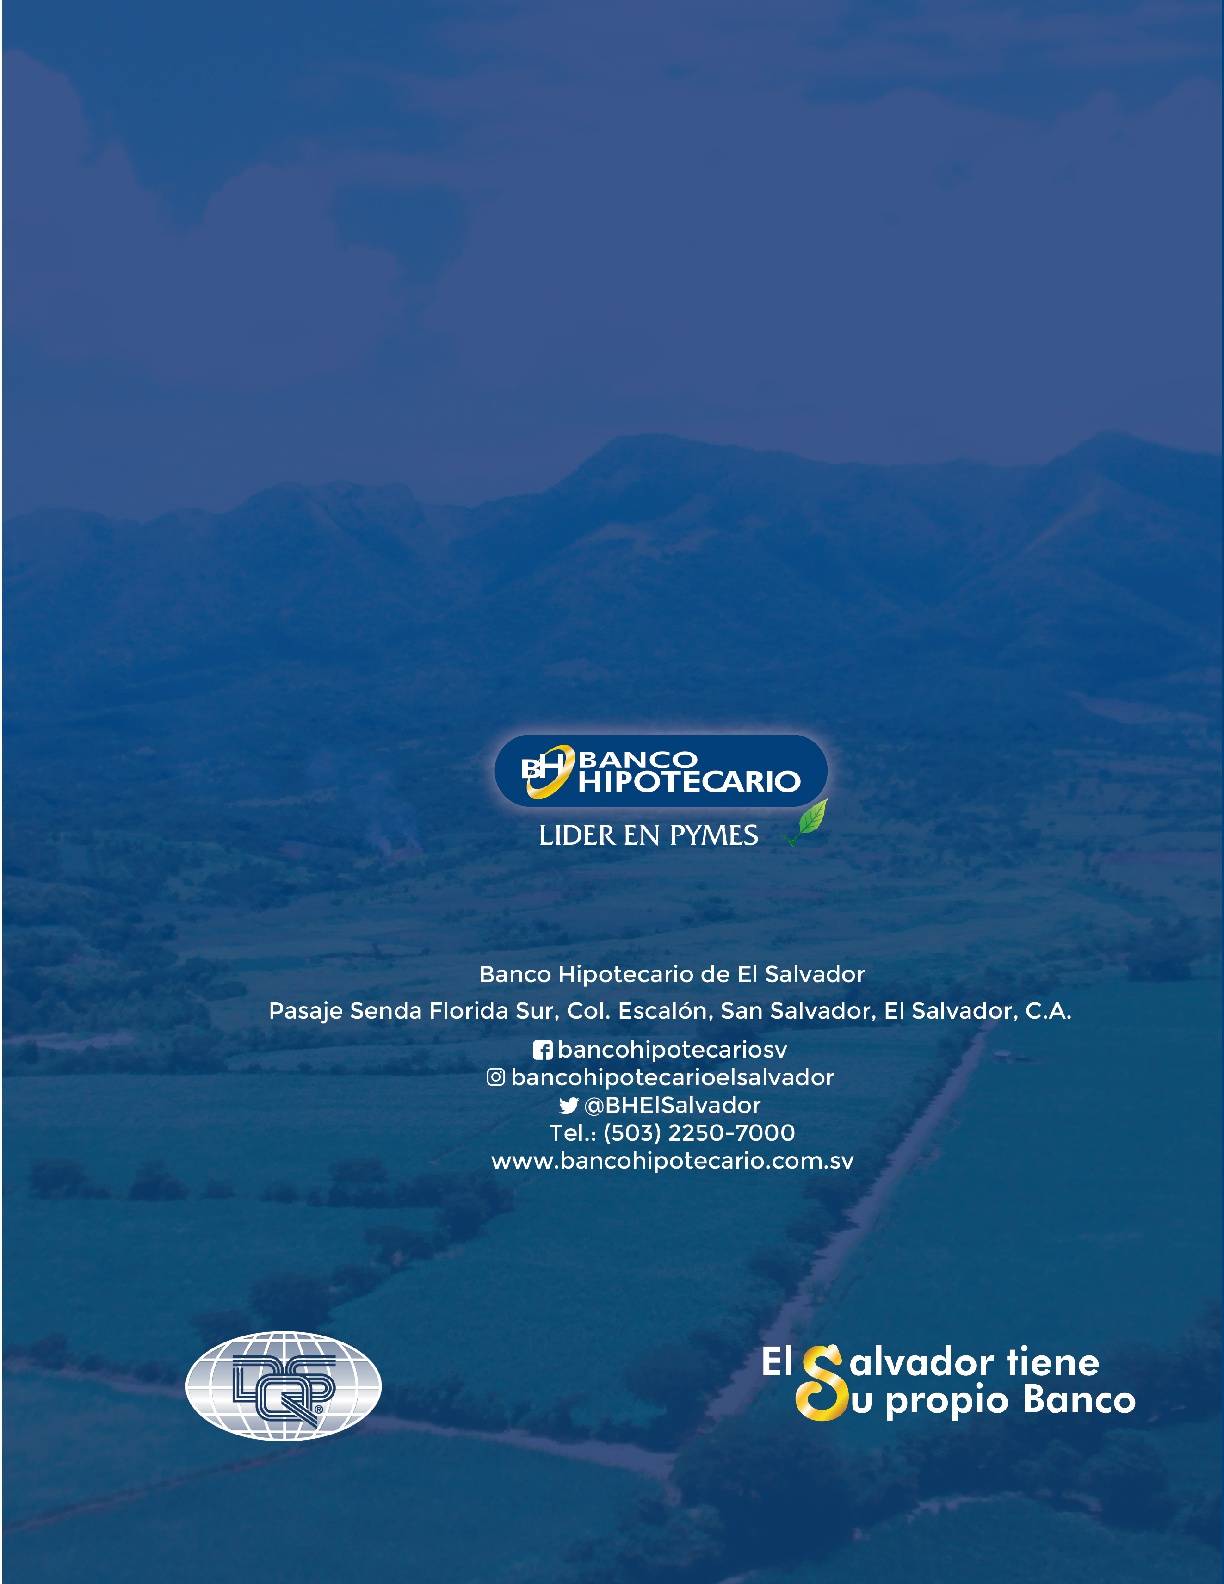 BH BANCO
HIPOTECARIO
LIDER EN PYMES
Banco Hipotecario de El Salvador
Pasaje Senda Florida Sur, Col. Escalón, San Salvador, El Salvador, C.A.
bancohipotecariosv
bancohipotecarioelsalvador
@BHElSalvador
Tel.: (503) 2250-7000
www.bancohipotecario.com.sv
El Salvador tiene
Su propio Banco